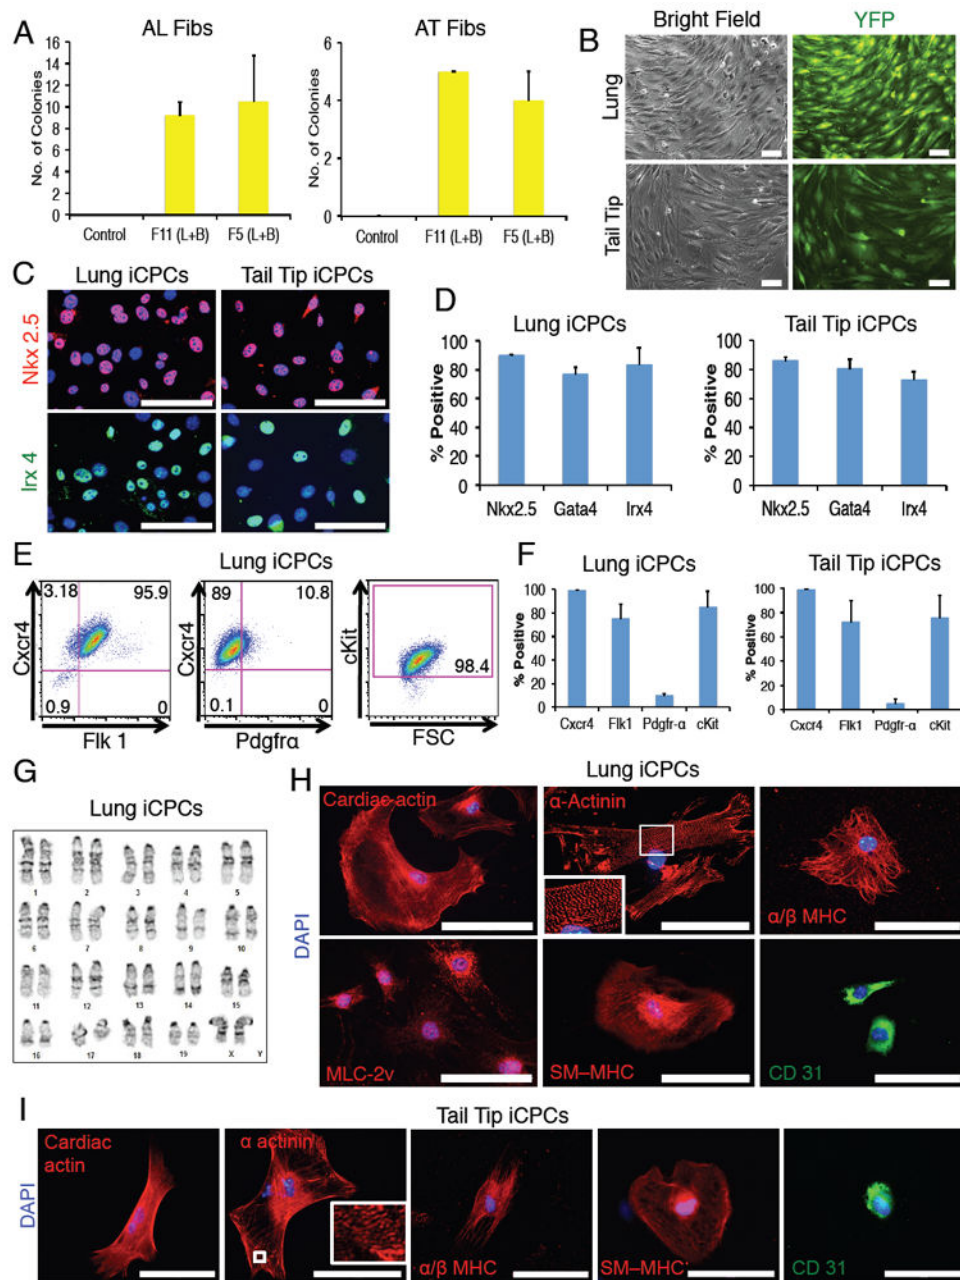 A
AL Fibs
No. of Colonies
16
14
12
10
8
6
4
2
0
Control
F11 (L+B)
F5 (L+B)
AT Fibs
No. of Colonies
6
4
2
0
Control
F11 (L+B)
F5 (L+B)
B
Bright Field
YFP
Lung
Tail Tip
C
Lung iCPCs
Tail Tip iCPCs
Nkx 2.5
Irx 4
D
Lung iCPCs
% Positive
100
80
60
40
20
0
Nkx2.5
Gata4
Irx4
Tail Tip iCPCs
% Positive
100
80
60
40
20
0
Nkx2.5
Gata4
Irx4
E
Lung iCPCs
3.18
95.9
0.9
0
Cxcr4
Flk 1
89
10.8
0.1
0
Cxcr4
Pdgfrα
98.4
cKit
FSC
F
Lung iCPCs
% Positive
100
80
60
40
20
0
Cxcr4
Flk1
Pdgfr-α
cKit
Tail Tip iCPCs
% Positive
100
80
60
40
20
0
Cxcr4
Flk1
Pdgfr-α
cKit
G
Lung iCPCs
1 2 3 4 5
6 7 8 9 10
11 12 13 14 15
16 17 18 19 X Y
H
Lung iCPCs
DAPI
Cardiac actin
α-Actinin
α/β MHC
MLC-2v
SM–MHC
CD 31
I
Tail Tip iCPCs
DAPI
Cardiac
actin
α actinin
α/β MHC
SM–MHC
CD 31